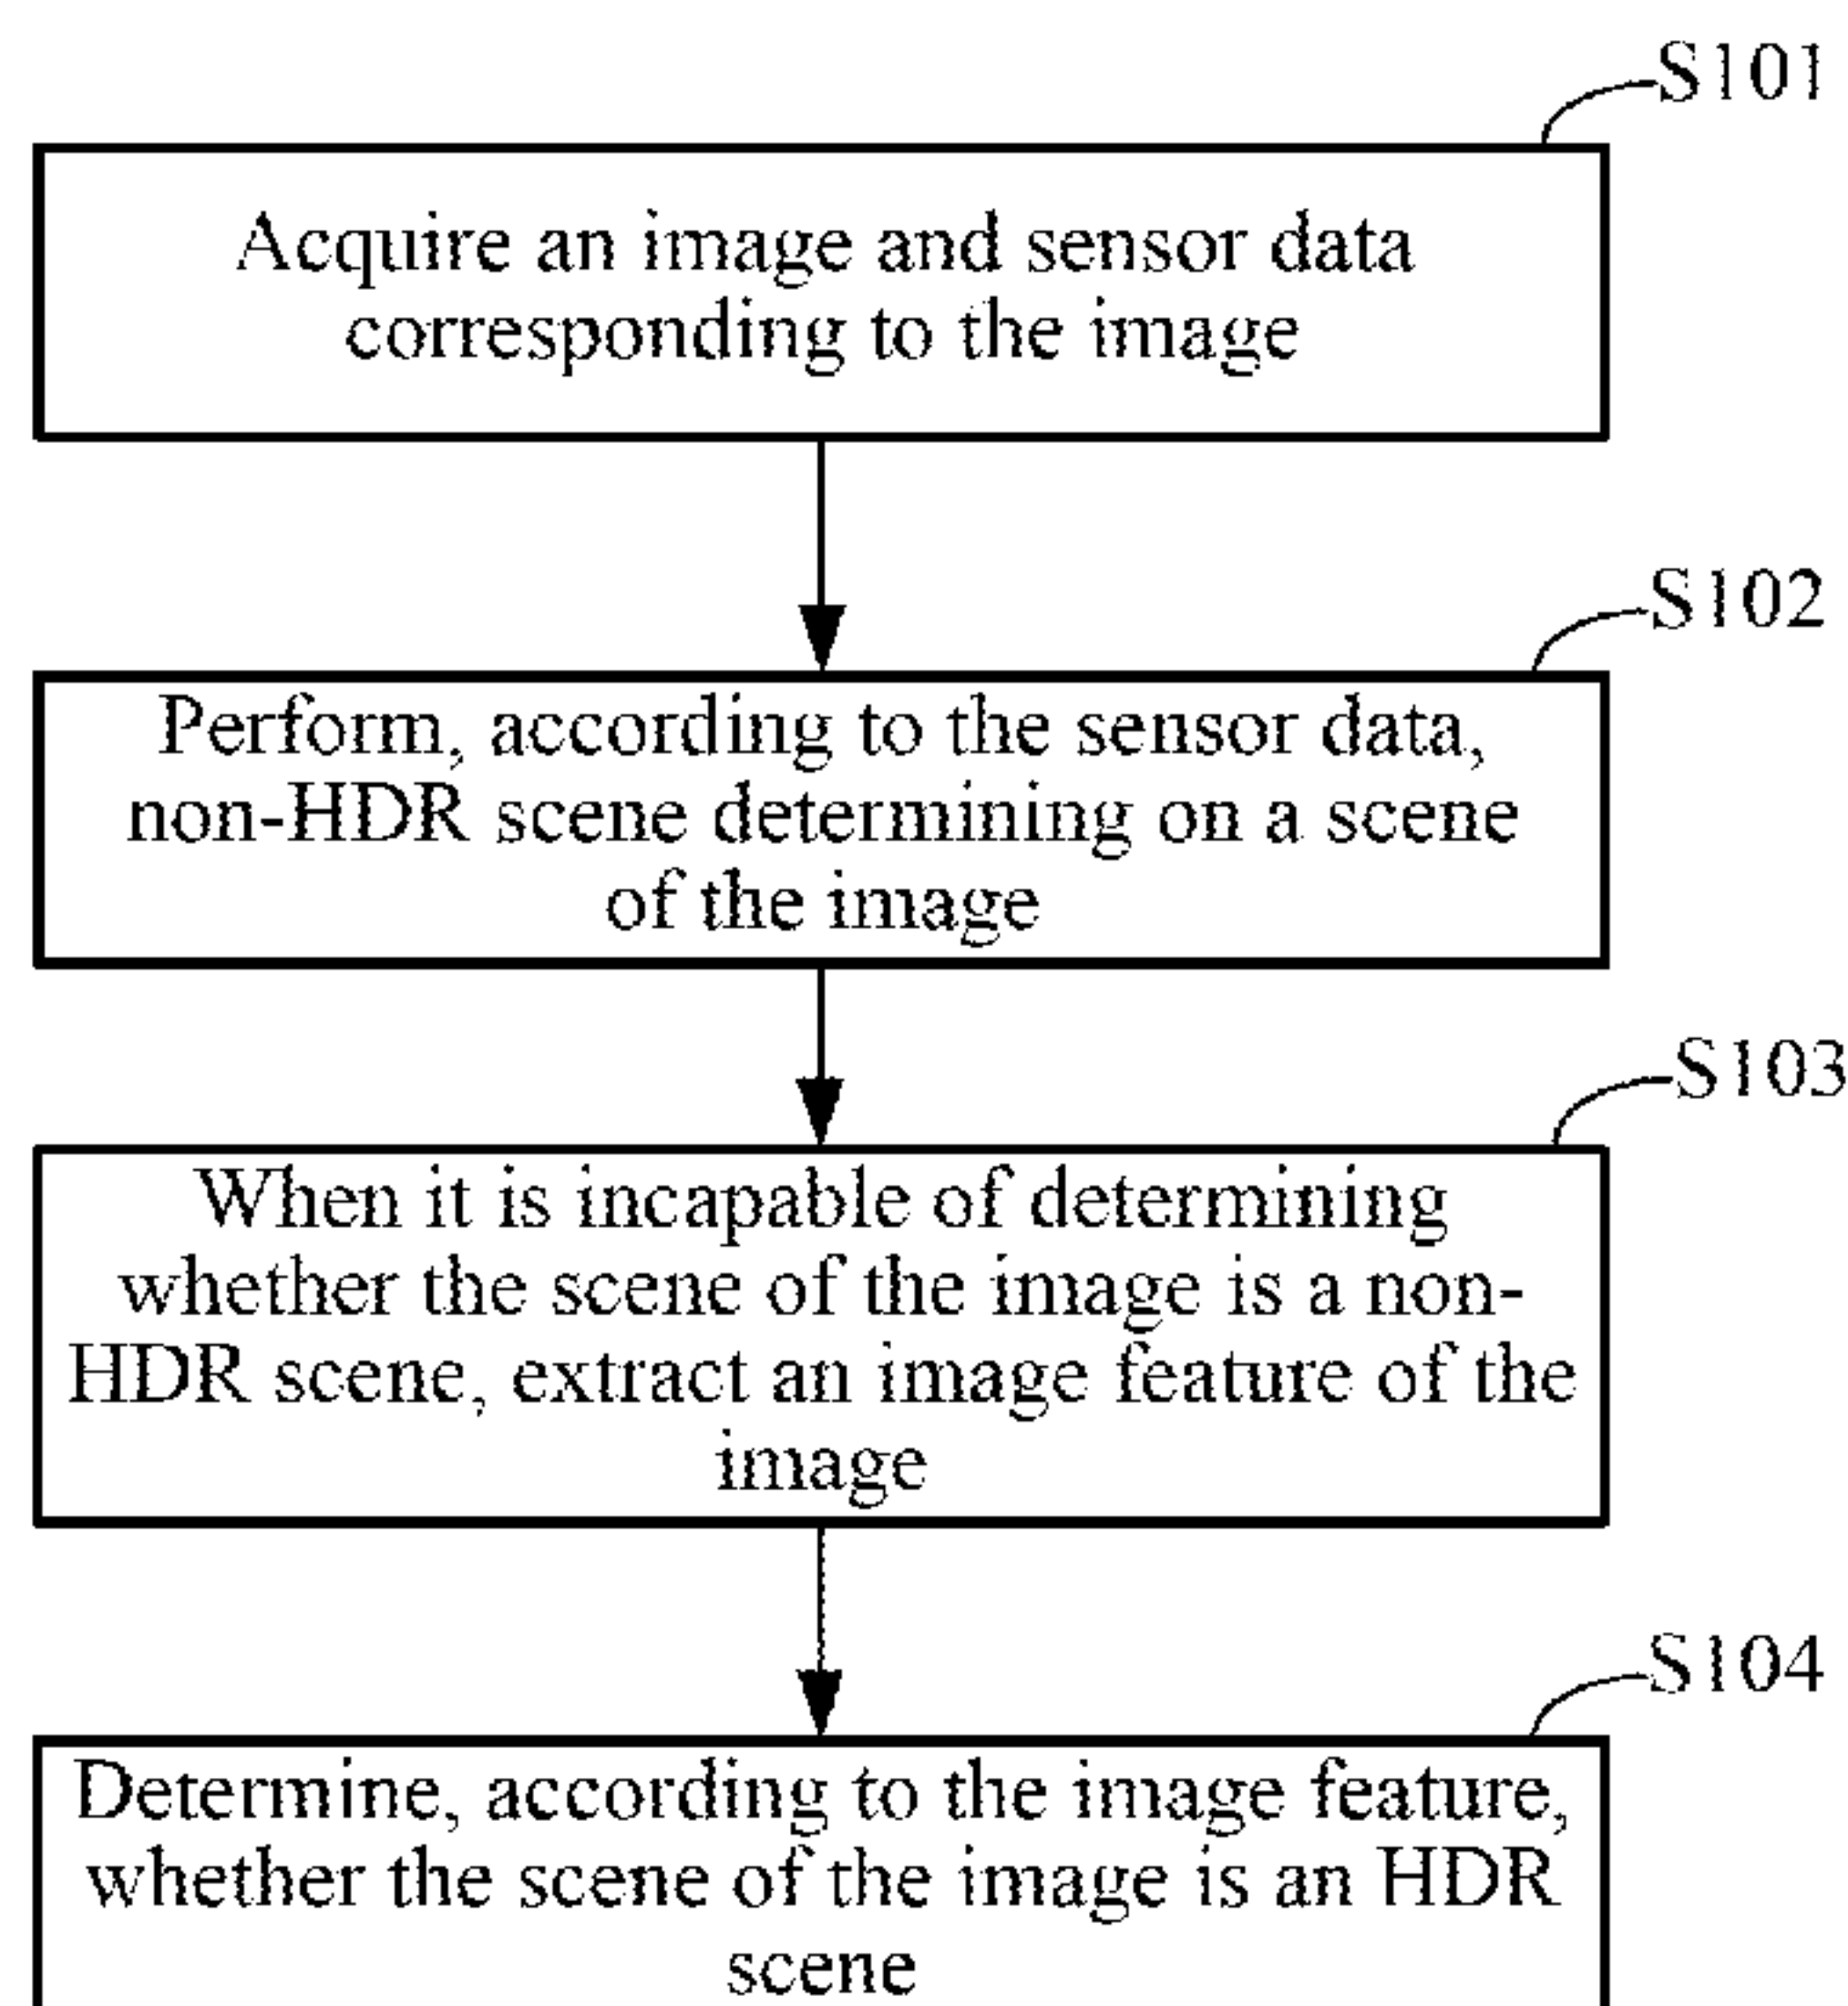 S101
Acquire an image and sensor data
corresponding to the image
S102
Perform, according to the sensor data,
non-HDR scene determining on a scene
of the image
S103
When it is incapable of determining
whether the scene of the image is a non-
HDR scene, extract an image feature of the
image
S104
Determine, according to the image feature,
whether the scene of the image is an HDR
scene